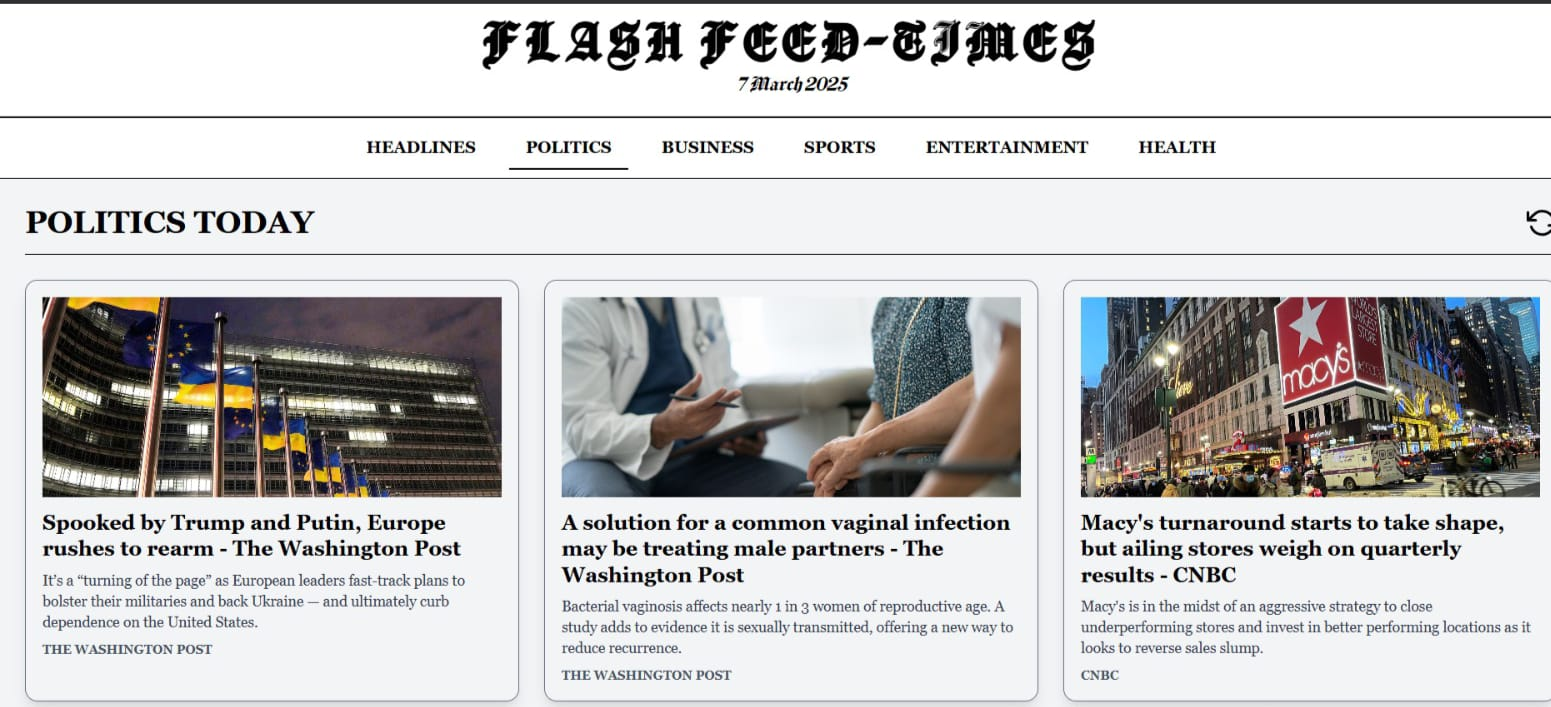 FLASH FEED-TIMES
7 March 2025
HEADLINES
POLITICS
BUSINESS
SPORTS
ENTERTAINMENT
HEALTH
POLITICS TODAY
Spooked by Trump and Putin, Europe
rushes to rearm - The Washington Post
It's a “turning of the page” as European leaders fast-track plans to
bolster their militaries and back Ukraine — and ultimately curb
dependence on the United States.
THE WASHINGTON POST
A solution for a common vaginal infection
may be treating male partners - The
Washington Post
Bacterial vaginosis affects nearly 1 in 3 women of reproductive age. A
study adds to evidence it is sexually transmitted, offering a new way to
reduce recurrence.
THE WASHINGTON POST
macy's
Macy's turnaround starts to take shape,
but ailing stores weigh on quarterly
results - CNBC
Macy's is in the midst of an aggressive strategy to close
underperforming stores and invest in better performing locations as it
looks to reverse sales slump.
CNBC